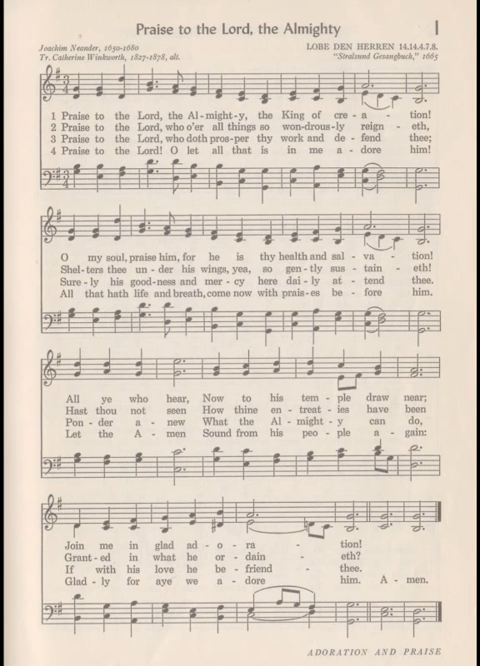 Praise to the Lord, the Almighty
1
Joachim Neander, 1650-1680
LOBE DEN HERREN 14.14.4.7.8.
Tr. Catherine Winkworth, 1827-1878, alt.
"Stralsund Gesangbuch," 1665
1 Praise to the Lord, the Al-might-y, the King of cre - a - tion!
2 Praise to the Lord, who o'er all things so won-drous-ly reign - eth,
3 Praise to the Lord, who doth pros-per thy work and de - fend thee;
4 Praise to the Lord! O let all that is in me a - dore him!
O my soul, praise him, for he is thy health and sal - va - tion!
Shel-ters thee un - der his wings, yea, so gen-tly sus - tain - eth!
Sure - ly his good-ness and mer - cy here dai - ly at - tend thee.
All that hath life and breath, come now with prais-es be - fore him.
All ye who hear, Now to his tem - ple draw near;
Hast thou not seen How thine en - treat - ies have been
Pon - der a - new What the Al - might - y can do,
Let the A - men Sound from his peo - ple a - gain:
Join me in glad ad - o - ra - tion!
Grant - ed in what he or - dain - eth?
If with his love he be - friend - thee.
Glad - ly for aye we a - dore him. A - men.
ADORATION AND PRAISE